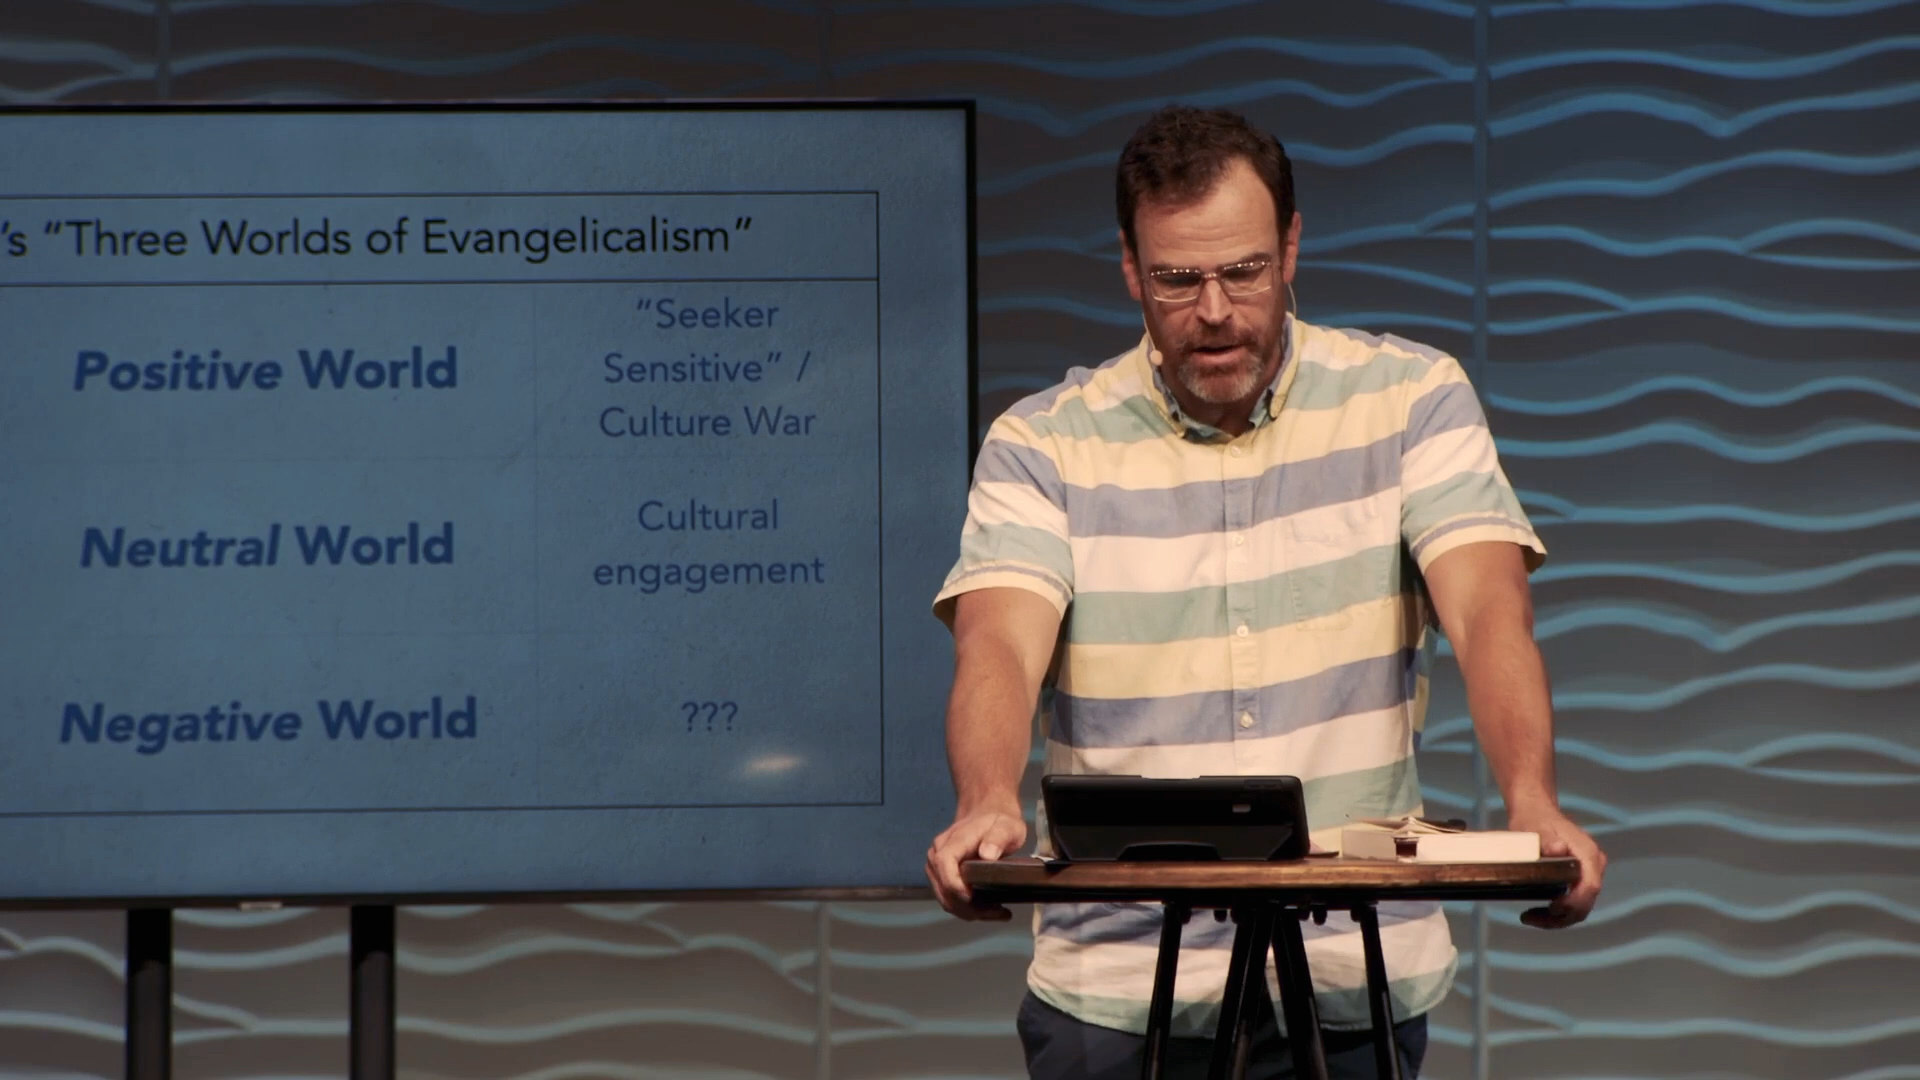 's “Three Worlds of Evangelicalism”
Positive World
“Seeker
Sensitive” /
Culture War
Neutral World
Cultural
engagement
Negative World
???